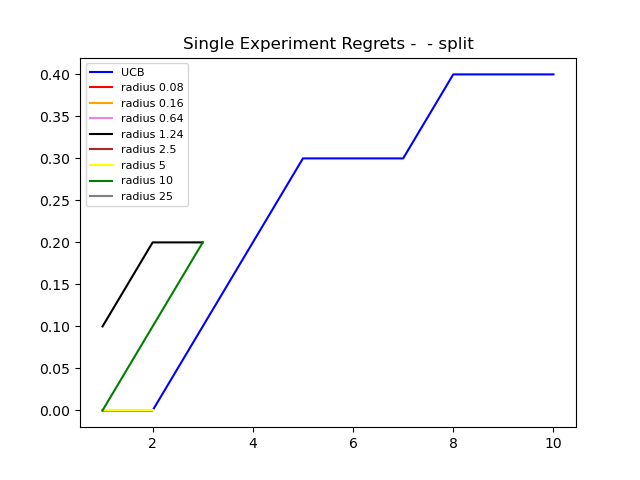 Single Experiment Regrets -  - split
UCB
radius 0.08
radius 0.16
radius 0.64
radius 1.24
radius 2.5
radius 5
radius 10
radius 25
0.40
0.35
0.30
0.25
0.20
0.15
0.10
0.05
0.00
2 4 6 8 10